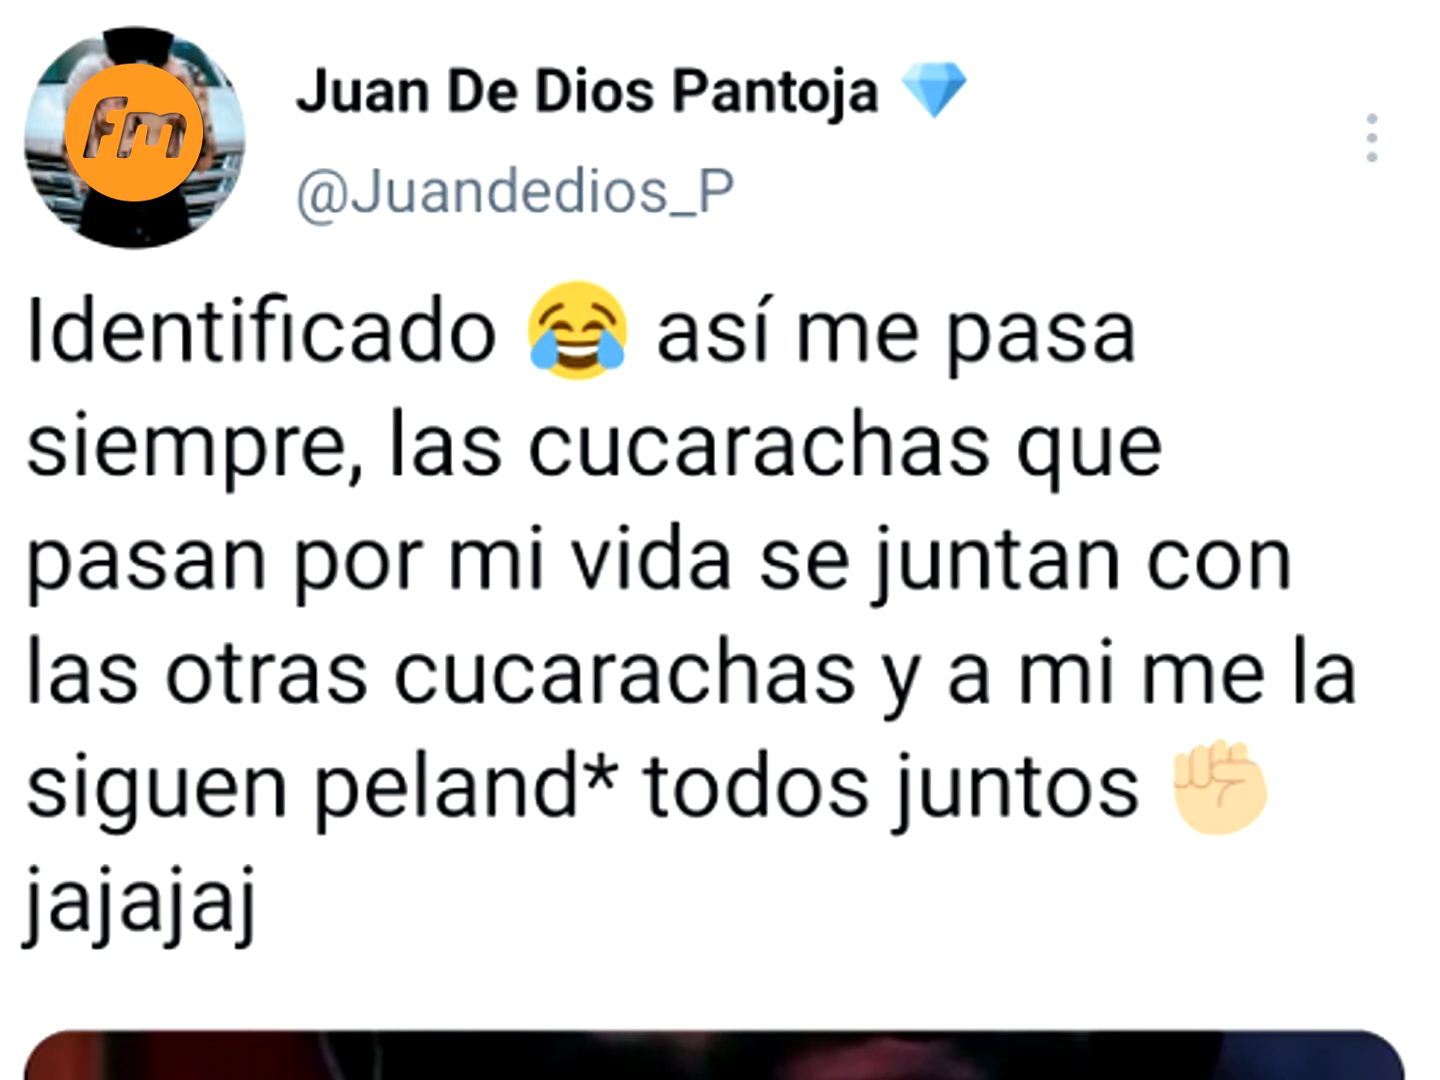 fm
Juan De Dios Pantoja 💎
@Juandedios_P
Identificado 😂 así me pasa
siempre, las cucarachas que
pasan por mi vida se juntan con
las otras cucarachas y a mi me la
siguen peland* todos juntos ✊🏼
jajajaj